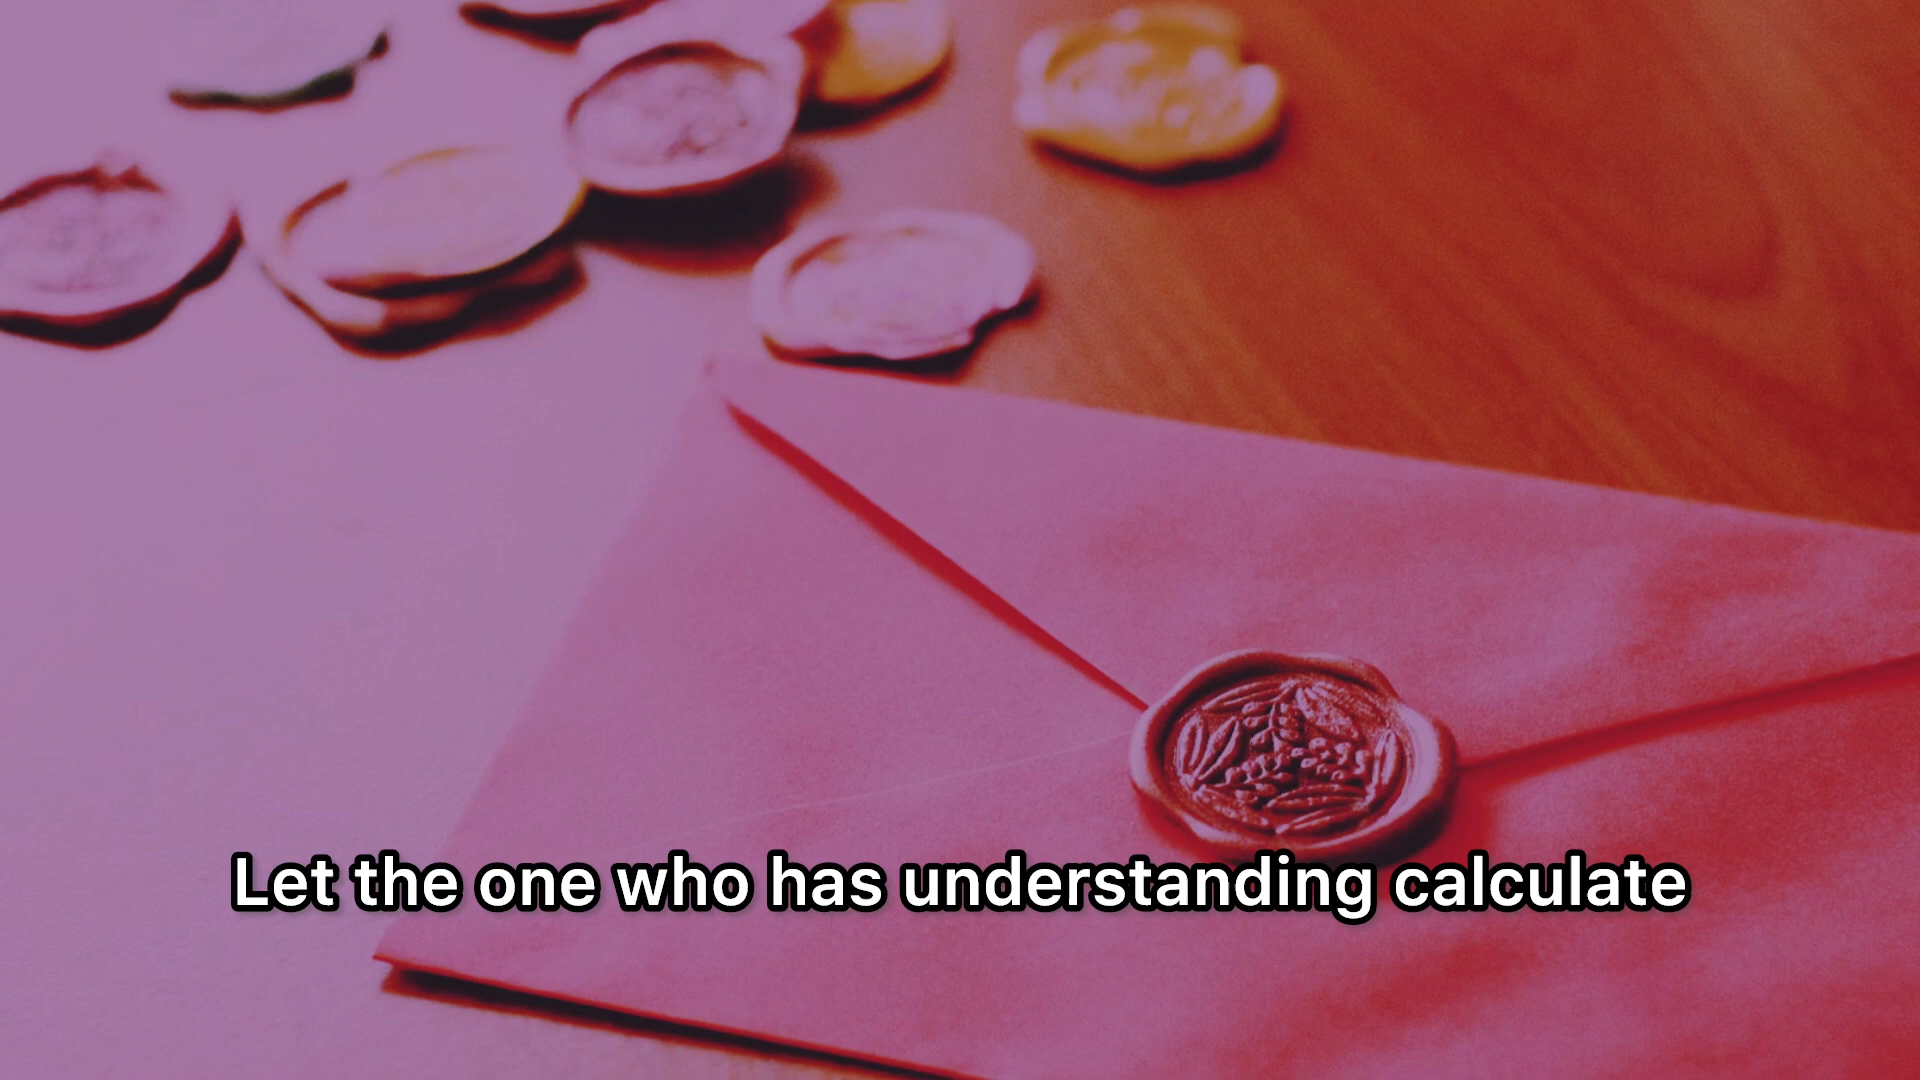 Let the one who has understanding calculate